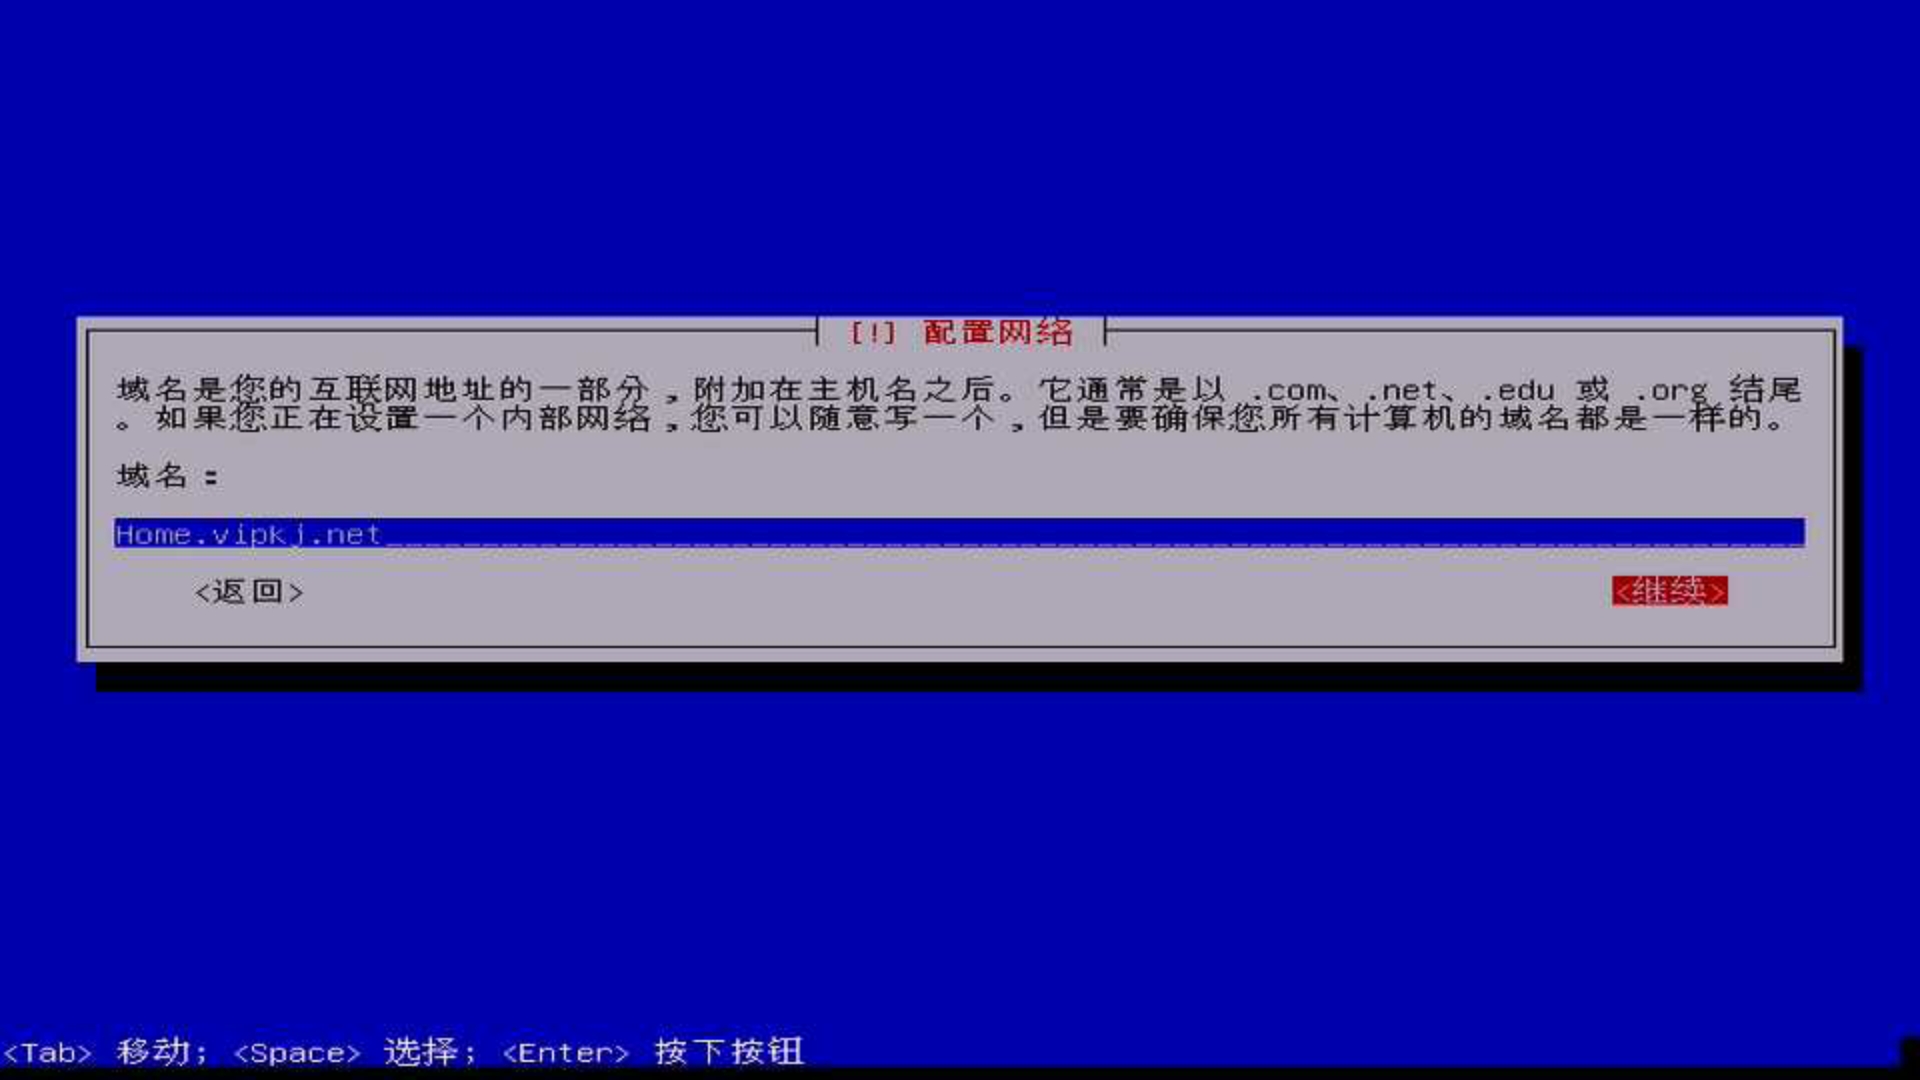 [!] 配置网络
域名是您的互联网地址的一部分，附加在主机名之后。它通常是以 .com、.net、.edu 或 .org 结尾
。如果您正在设置一个内部网络，您可以随意写一个，但是要确保您所有计算机的域名都是一样的。
域名：
Home.vipkj.net
<返回> <继续>
<Tab> 移动; <Space> 选择; <Enter> 按下按钮